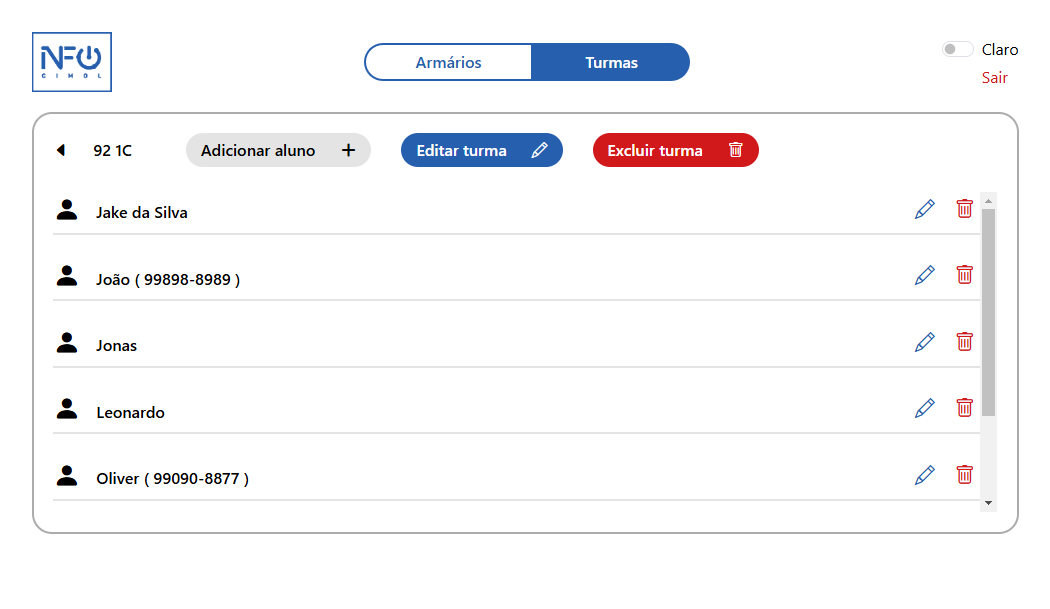 INFO
CIMOL
Armários
Turmas
Claro
Sair
92 1C
Adicionar aluno +
Editar turma
Excluir turma
Jake da Silva
João ( 99898-8989 )
Jonas
Leonardo
Oliver ( 99090-8877 )